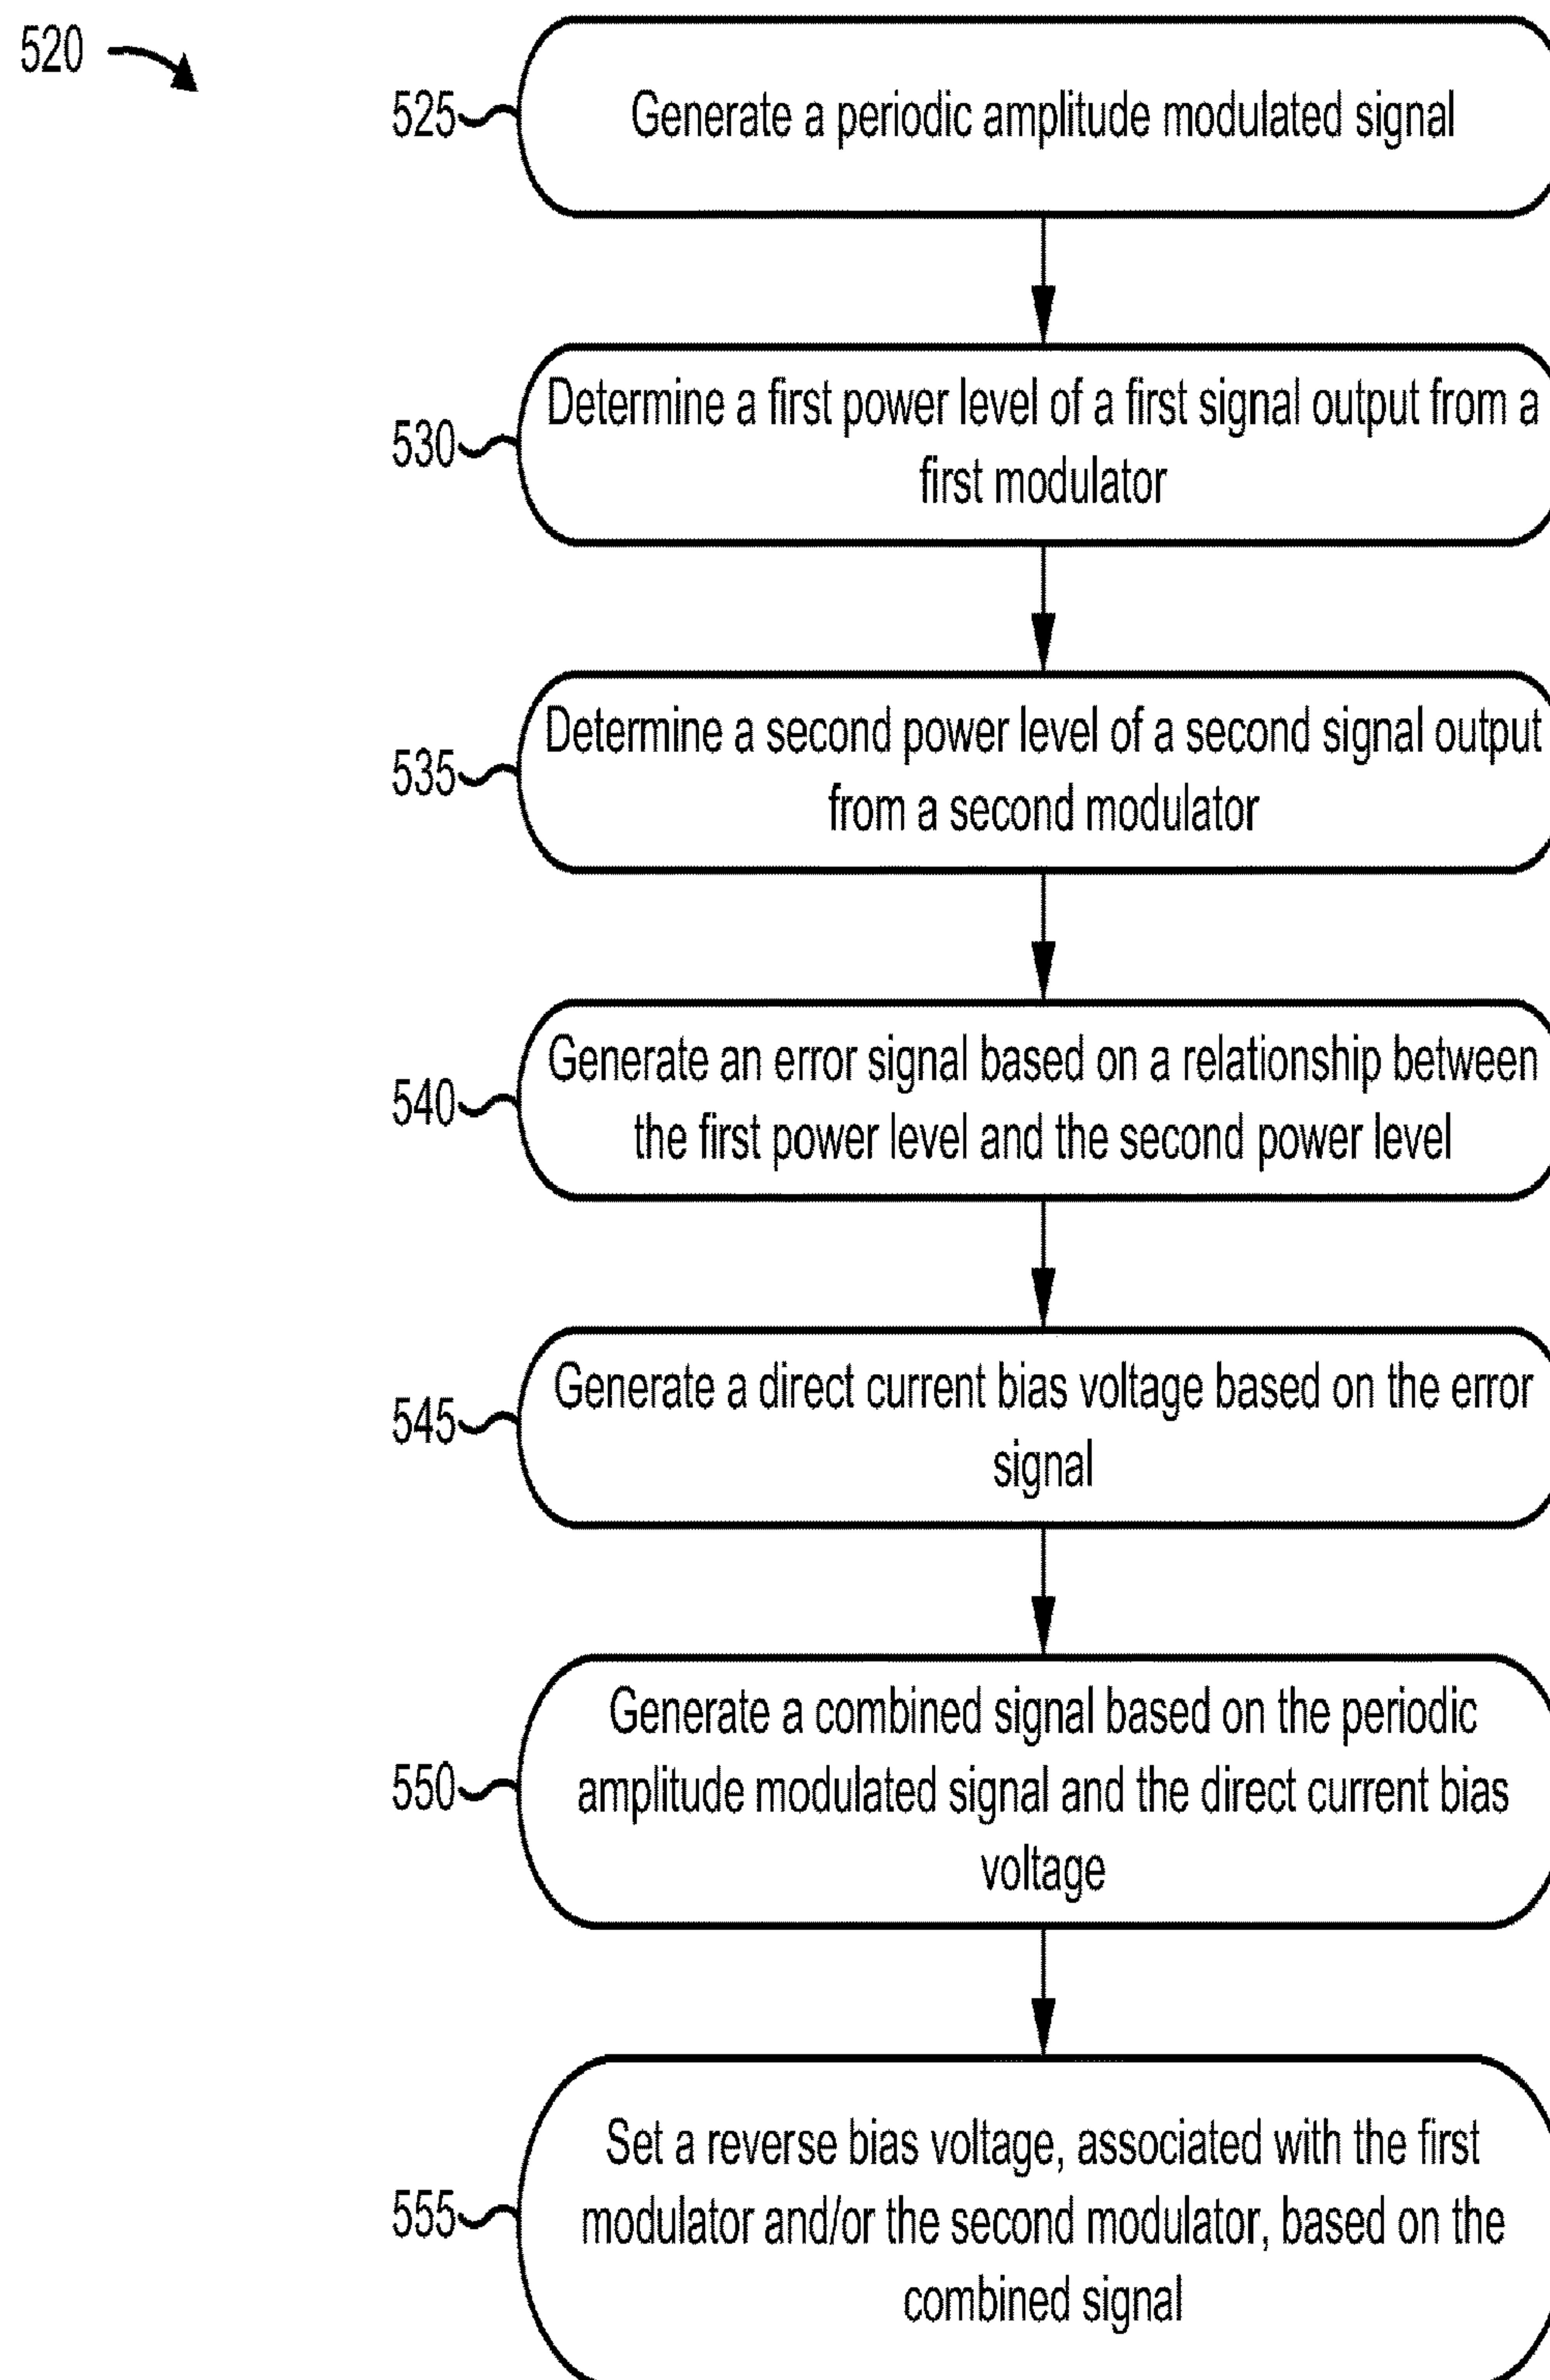 520
525
Generate a periodic amplitude modulated signal
530
Determine a first power level of a first signal output from a
first modulator
535
Determine a second power level of a second signal output
from a second modulator
540
Generate an error signal based on a relationship between
the first power level and the second power level
545
Generate a direct current bias voltage based on the error
signal
550
Generate a combined signal based on the periodic
amplitude modulated signal and the direct current bias
voltage
555
Set a reverse bias voltage, associated with the first
modulator and/or the second modulator, based on the
combined signal